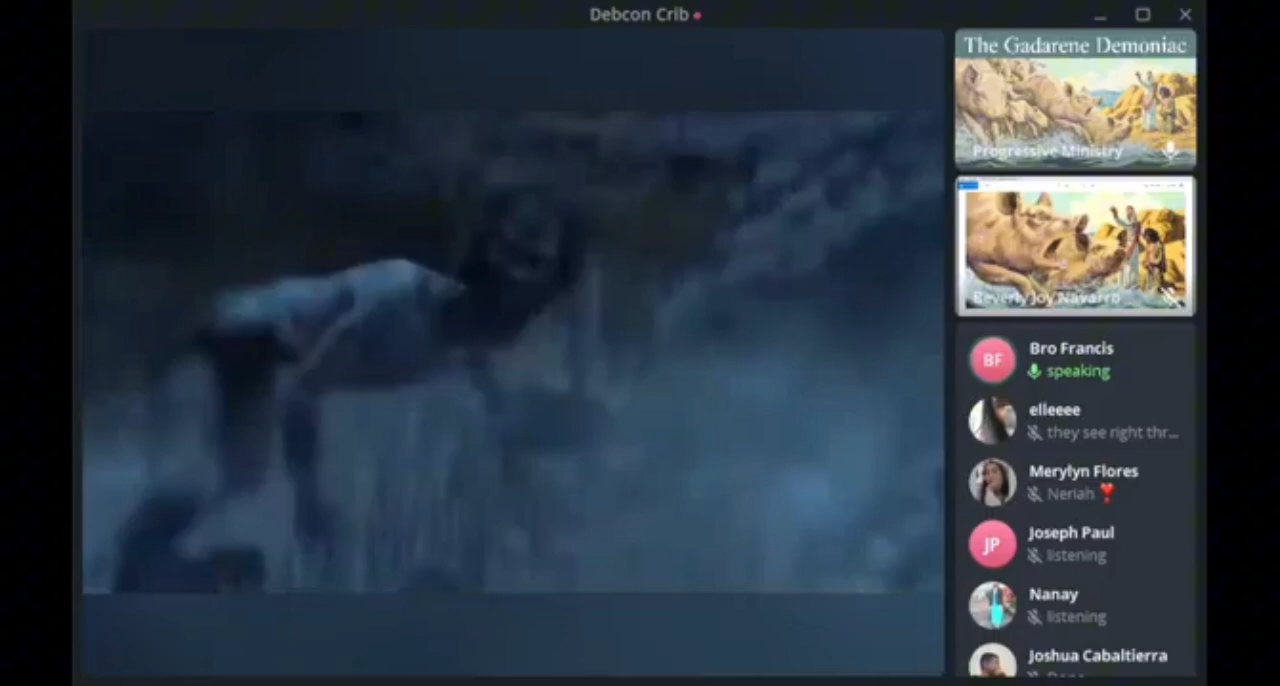 Debcon Crib
The Gadarene Demoniac
Progressive Ministry
Beverly Joy Navarro
BF
Bro Francis
speaking
elleeee
they see right thr...
Merylyn Flores
Neriah ❣️
JP
Joseph Paul
listening
Nanay
listening
Joshua Cabaltierra